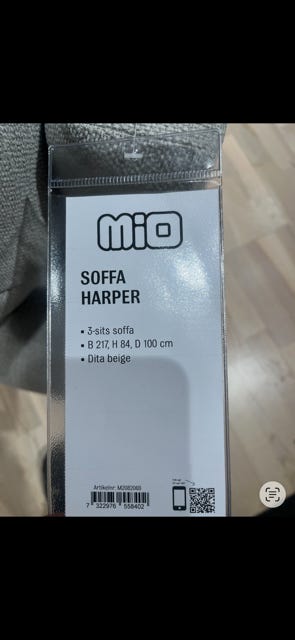 MIO
SOFFA
HARPER
• 3-sits soffa
• B 217, H 84, D 100 cm
• Dita beige
7 322976 558402